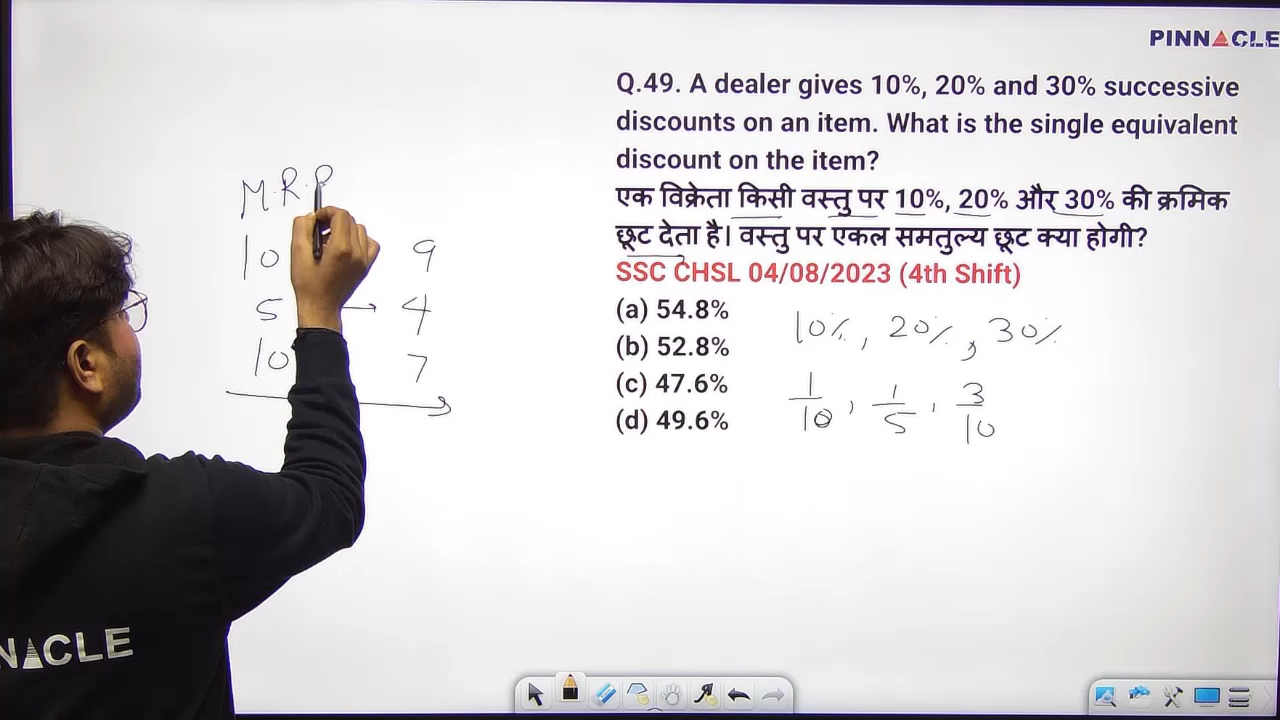 PINNACLE
Q.49. A dealer gives 10%, 20% and 30% successive
discounts on an item. What is the single equivalent
discount on the item?
एक विक्रेता किसी वस्तु पर 10%, 20% और 30% की क्रमिक
छूट देता है। वस्तु पर एकल समतुल्य छूट क्या होगी?
SSC CHSL 04/08/2023 (4th Shift)
(a) 54.8%
(b) 52.8%
(c) 47.6%
(d) 49.6%
10%, 20%, 30%
1/10, 1/5, 3/10
M.R.P
10 9
5 → 4
10 7
NACLE